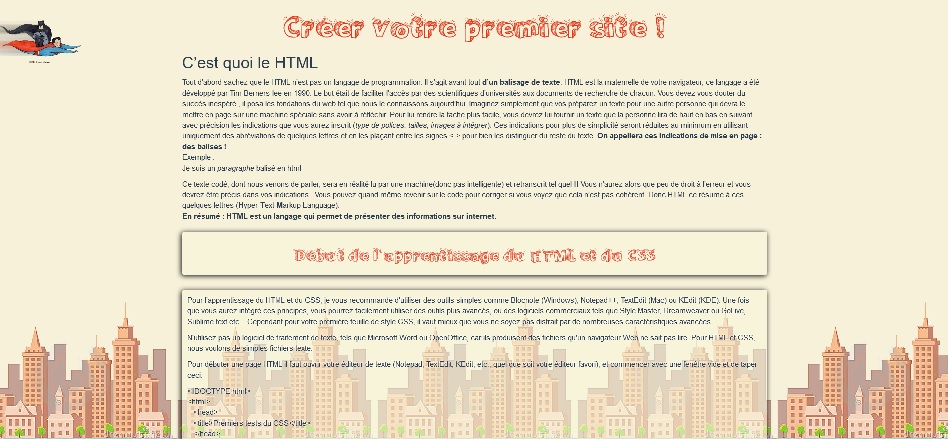 Créer votre premier site !
C'est quoi le HTML
Tout d'abord sachez que le HTML n'est pas un langage de programmation. Il s'agit avant tout d'un balisage de texte. HTML est la maternelle de votre navigateur, ce langage a été
développé par Tim Berners lee en 1990. Le but était de faciliter l'accès par des scientifiques d'universités aux documents de recherche de chacun. Vous devez vous douter du
succès inespéré , il posa les fondations du web tel que nous le connaissons aujourd'hui. Imaginez simplement que vos préparez un texte pour une autre personne qui devra le
mettre en page sur une machine spéciale sans avoir à réfléchir. Pour lui rendre la tache plus facile, vous devrez lui fournir un texte que la personne lira de haut en bas en suivant
avec précision les indications que vous aurez inscrit (type de polices, tailles, images à intégrer). Ces indications pour plus de simplicité seront réduites au minimum en utilisant
uniquement des abréviations de quelques lettres et en les plaçant entre les signes < > pour bien les distinguer du reste du texte. On appellera ces indications de mise en page :
des balises !
Exemple :
Je suis un paragraphe balisé en html
Ce texte codé, dont nous venons de parler, sera en réalité lu par une machine(donc pas intelligente) et retranscrit tel quel !!! Vous n'aurez alors que peu de droit à l'erreur et vous
devrez être précis dans vos indications . Vous pouvez quand même revenir sur le code pour corriger si vous voyez que cela n'est pas cohérent. Donc HTML ce résume à ces
quelques lettres (Hyper Text Markup Language).
En résumé : HTML est un langage qui permet de présenter des informations sur internet.
Début de l'apprentissage du HTML et du CSS
Pour l'apprentissage du HTML et du CSS, je vous recommande d'utiliser des outils simples comme Blocnote (Windows), Notepad++, TextEdit (Mac) ou KEdit (KDE). Une fois
que vous aurez intégré ces principes, vous pourrez facilement utiliser des outils plus avancés, ou des logiciels commerciaux tels que Style Master, Dreamweaver ou GoLive,
Sublime text etc... Cependant pour votre première feuille de style CSS, il vaut mieux que vous ne soyez pas distrait par de nombreuses caractéristiques avancées.
N'utilisez pas un logiciel de traitement de texte, tels que Microsoft Word ou OpenOffice, car ils produisent des fichiers qu'un navigateur Web ne sait pas lire. Pour HTML et CSS,
nous voulons de simples fichiers texte.
Pour débuter une page HTML il faut ouvrir votre éditeur de texte (Notepad, TextEdit, KEdit, etc., quel que soit votre éditeur favori), et commencer avec une fenêtre vide et de taper
ceci:
<!DOCTYPE html>
<html>
<head>
<title>Premiers tests du CSS</title>
</head>